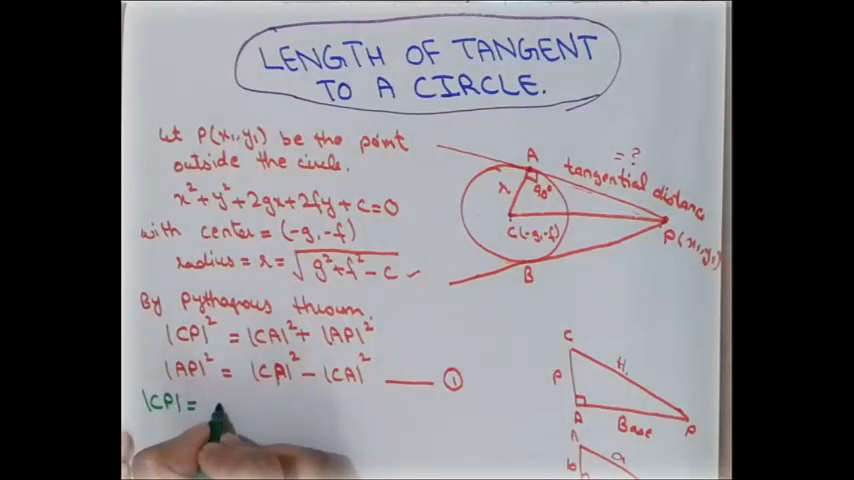 LENGTH OF TANGENT
TO A CIRCLE.
let P(x₁,y₁) be the point
outside the circle.
x²+y²+2gx+2fy+c=0
with center=(-g,-f)
radius=r=√g²+f²-c ✓
By pythagous theorum.
|CP|²=|CA|²+|AP|²
|AP|²=|CP|²-|CA|² — ①
|CP|=
A
=?
tangential distance
r
90°
C(-g,-f)
P(x₁,y₁)
B
C
H.
P
A
Base
P
A
a
b